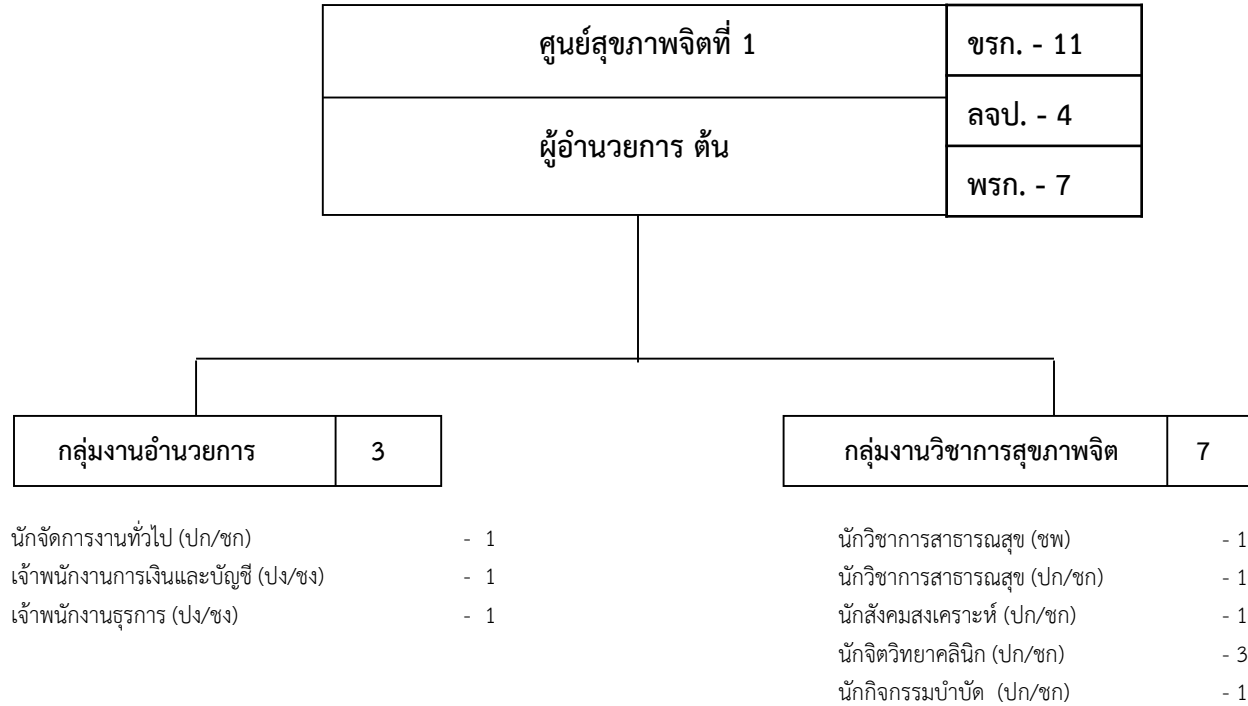 ศูนย์สุขภาพจิตที่ 1
ขรก. - 11
ผู้อำนวยการ ต้น
ลจป. - 4
พรก. - 7
กลุ่มงานอำนวยการ 3
นักจัดการงานทั่วไป (ปก/ชก) - 1
เจ้าพนักงานการเงินและบัญชี (ปง/ชง) - 1
เจ้าพนักงานธุรการ (ปง/ชง) - 1
กลุ่มงานวิชาการสุขภาพจิต 7
นักวิชาการสาธารณสุข (ชพ) - 1
นักวิชาการสาธารณสุข (ปก/ชก) - 1
นักสังคมสงเคราะห์ (ปก/ชก) - 1
นักจิตวิทยาคลินิก (ปก/ชก) - 3
นักกิจกรรมบำบัด (ปก/ชก) - 1